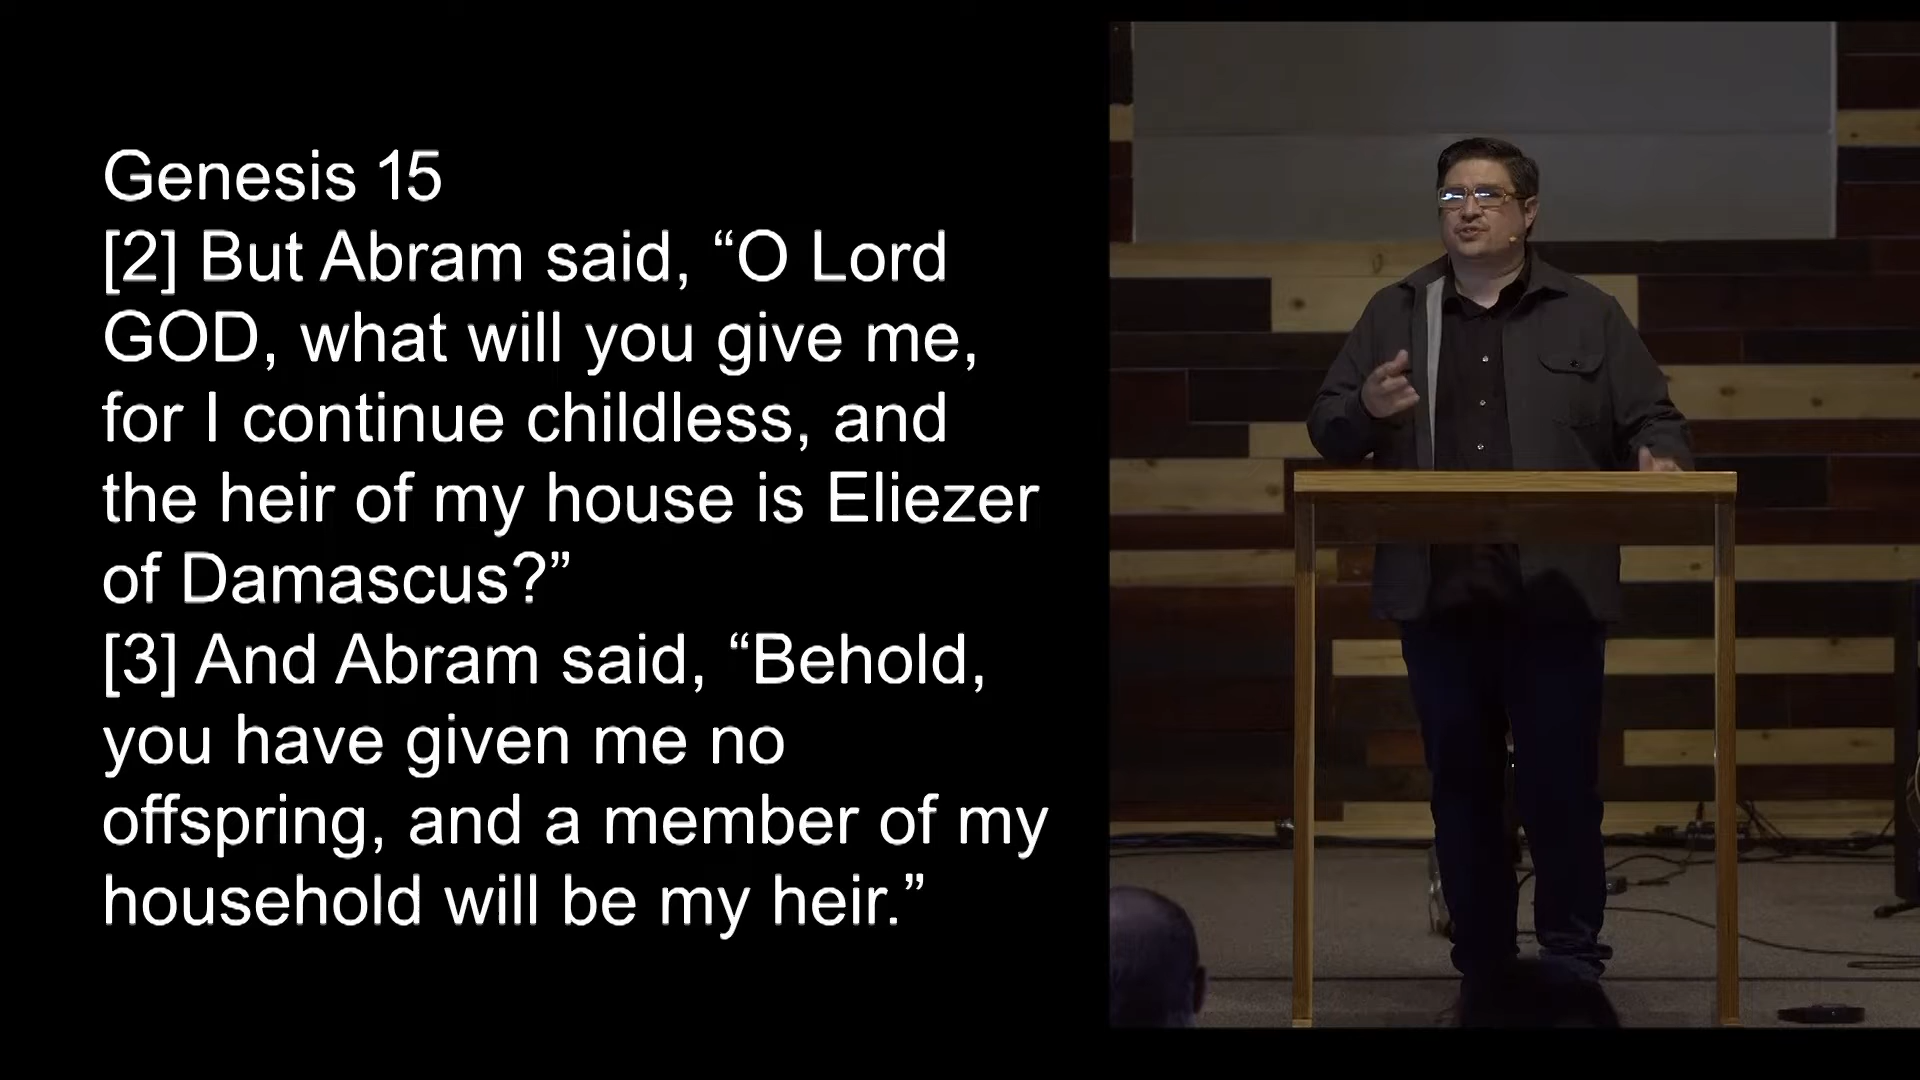 Genesis 15
[2] But Abram said, “O Lord
GOD, what will you give me,
for I continue childless, and
the heir of my house is Eliezer
of Damascus?”
[3] And Abram said, “Behold,
you have given me no
offspring, and a member of my
household will be my heir.”